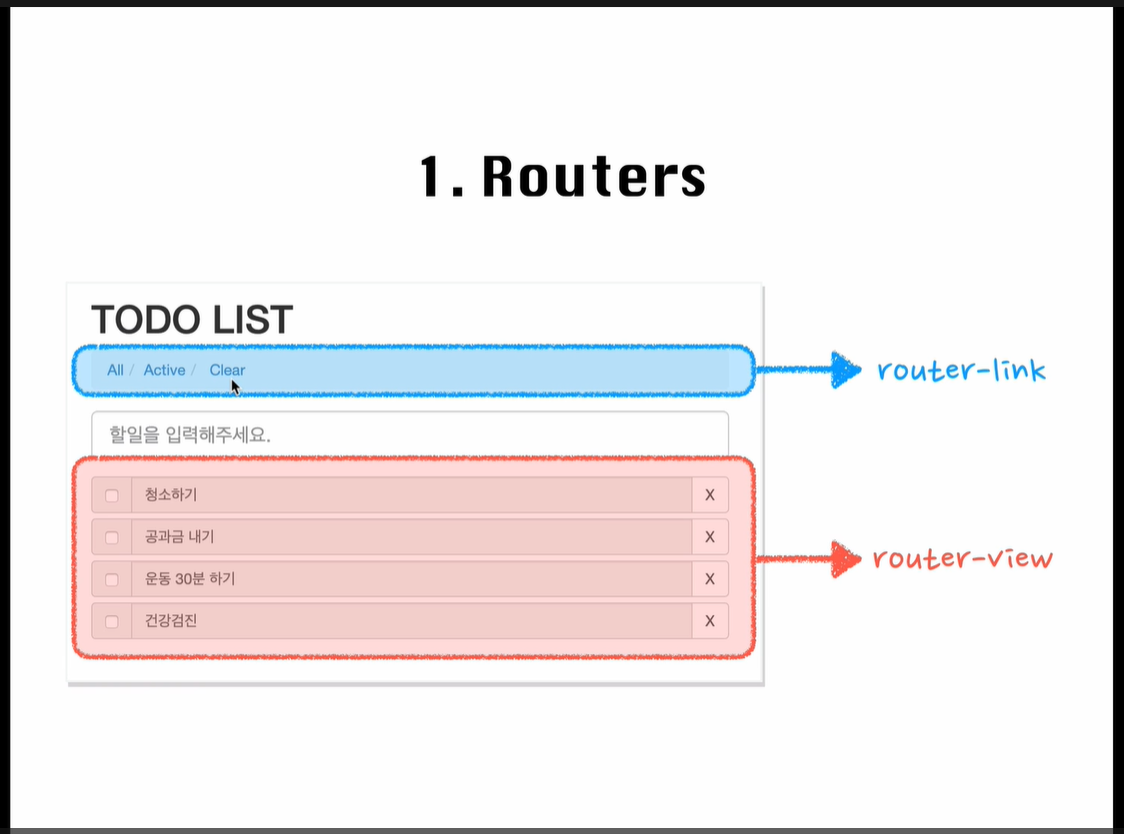 1. Routers
TODO LIST
All / Active / Clear
router-link
할일을 입력해주세요.
청소하기 X
공과금 내기 X
운동 30분 하기 X
건강검진 X
router-view